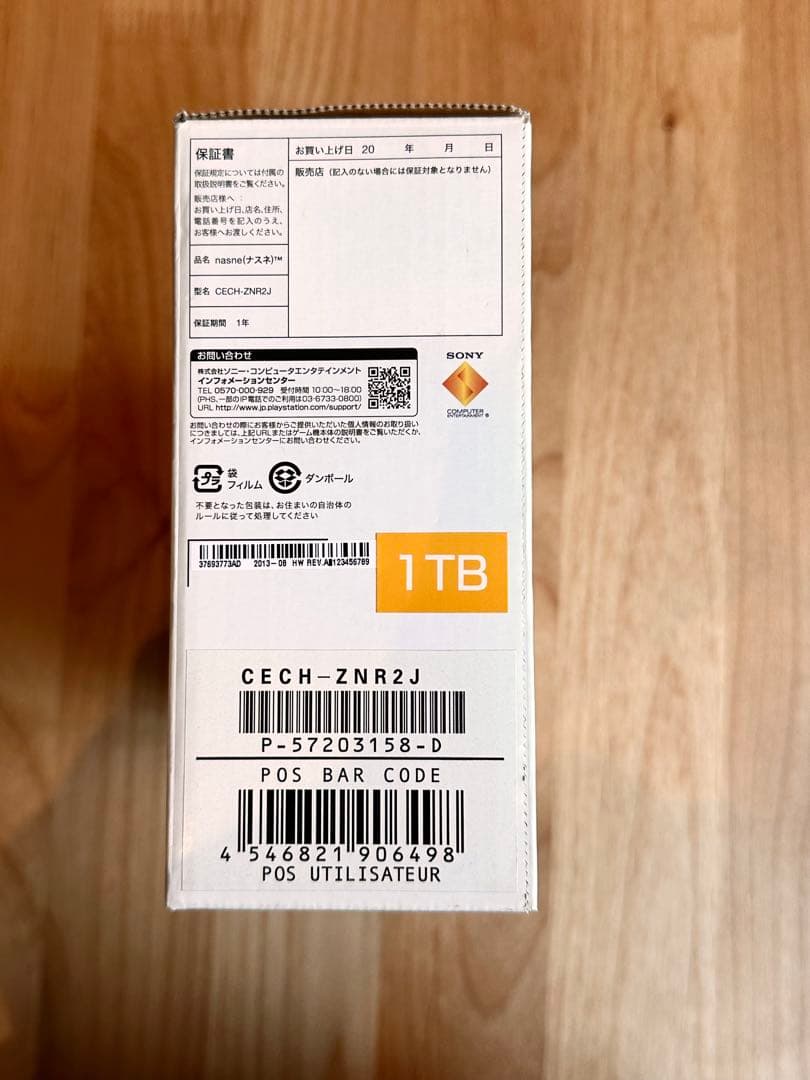 保証書
保証規定については付属の
取扱説明書をご覧ください。
販売店様へ：
お買い上げ日、店名、住所、
電話番号を記入のうえ、
お客様へお渡しください。
品名 nasne(ナスネ)™
型名 CECH-ZNR2J
保証期間 1年
お買い上げ日 20 年 月 日
販売店（記入のない場合には保証対象となりません）
お問い合わせ
株式会社ソニー・コンピュータエンタテインメント
インフォメーションセンター
TEL 0570-000-929 受付時間 10:00～18:00
(PHS、一部のIP電話でのご利用は03-6733-0800)
URL http://www.jp.playstation.com/support/
お問い合わせの際にお客様からご提供いただいた個人情報のお取り扱い
につきましては、上記URLまたはゲーム機本体の説明書をご覧いただくか、
インフォメーションセンターにお問い合わせください。
SONY
COMPUTER
ENTERTAINMENT ®
プラ
袋
フィルム
ダンボール
不要となった包装は、お住まいの自治体の
ルールに従って処理してください
37693773AD 2013-08 HW REV.A 123456789
1TB
CECH-ZNR2J
P-57203158-D
POS BAR CODE
4 546821 906498
POS UTILISATEUR